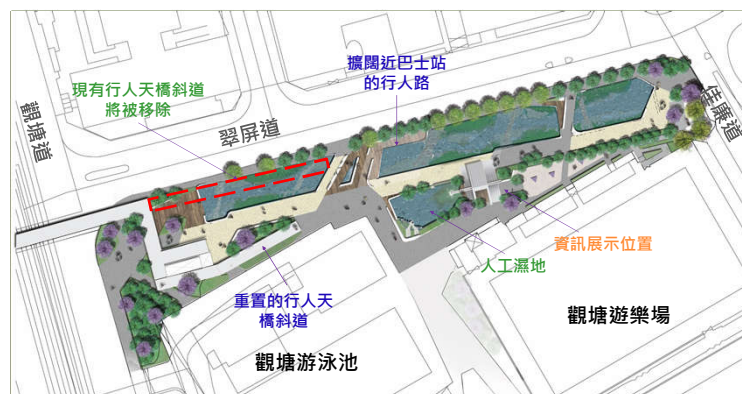 擴闊近巴士站
的行人路
現有行人天橋斜道
將被移除
觀塘道
翠屏道
佳廉道
資訊展示位置
人工濕地
重置的行人天
橋斜道
觀塘遊樂場
觀塘游泳池